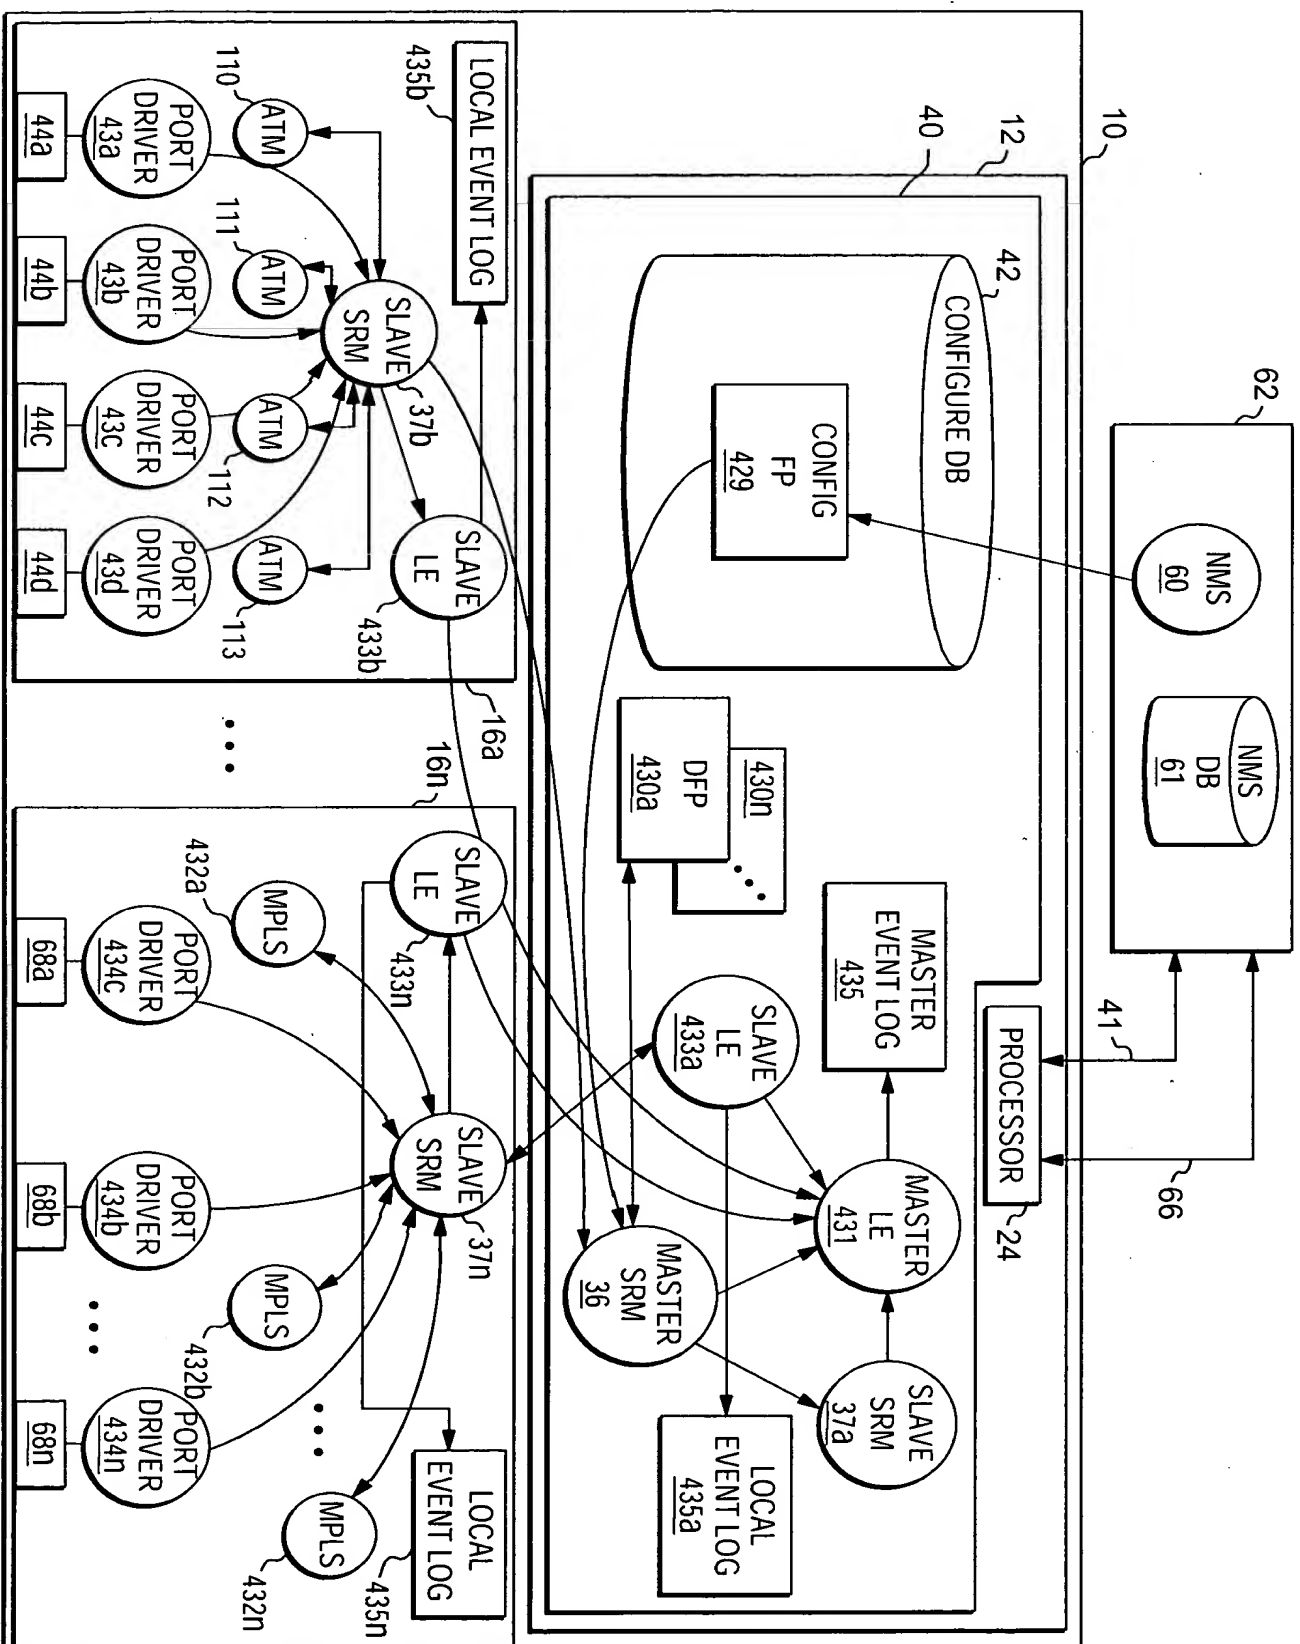 62
NMS
60
NMS
DB
61
41
66
10
12
40
PROCESSOR
24
42
CONFIGURE DB
CONFIG
FP
429
430n
DFP
430a
MASTER
EVENT LOG
435
SLAVE
LE
433a
MASTER
LE
431
MASTER
SRM
36
SLAVE
SRM
37a
LOCAL
EVENT LOG
435a
LOCAL EVENT LOG
435b
SLAVE
SRM
37b
SLAVE
LE
433b
16a
110
ATM
111
ATM
ATM
112
ATM
113
PORT
DRIVER
43a
PORT
DRIVER
43b
PORT
DRIVER
43c
PORT
DRIVER
43d
44a
44b
44c
44d
16n
SLAVE
LE
433n
SLAVE
SRM
37n
LOCAL
EVENT LOG
435n
432a
MPLS
MPLS
432b
MPLS
432n
PORT
DRIVER
434c
PORT
DRIVER
434b
PORT
DRIVER
434n
68a
68b
68n